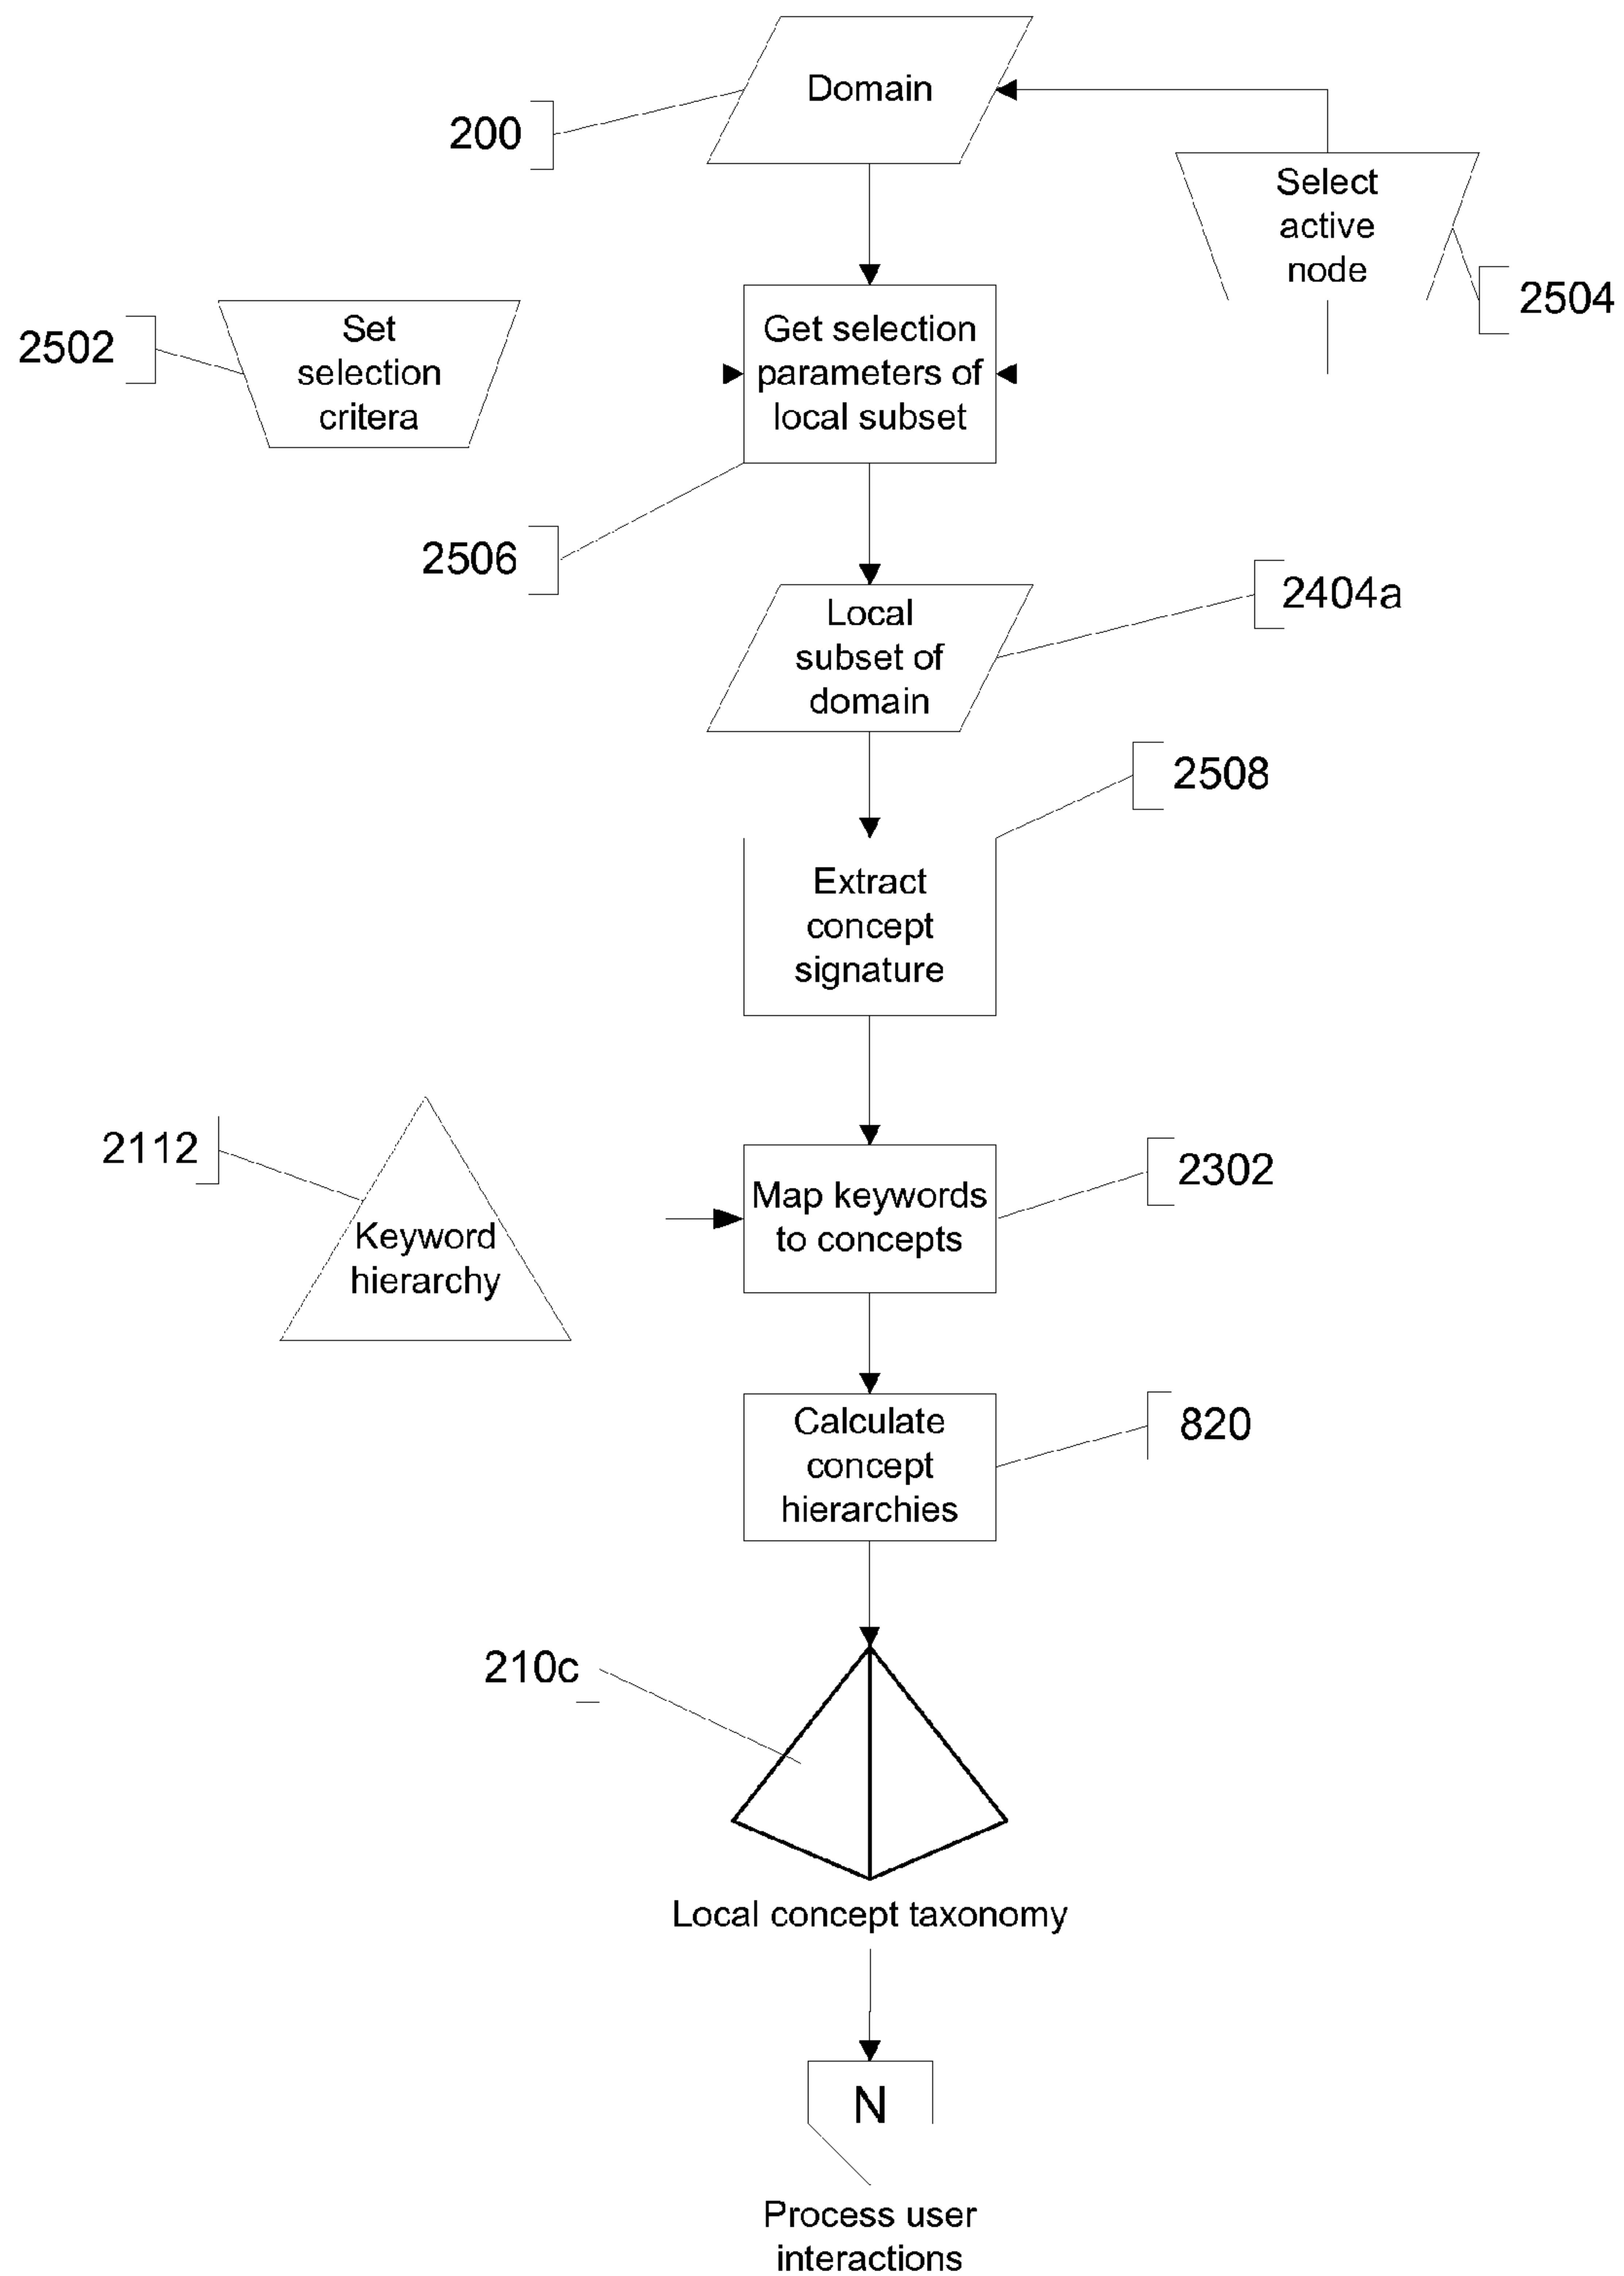 Domain
200
Select
active
node
2504
2502
Set
selection
critera
Get selection
parameters of
local subset
2506
2404a
Local
subset of
domain
2508
Extract
concept
signature
2112
Keyword
hierarchy
Map keywords
to concepts
2302
Calculate
concept
hierarchies
820
210c
Local concept taxonomy
N
Process user
interactions